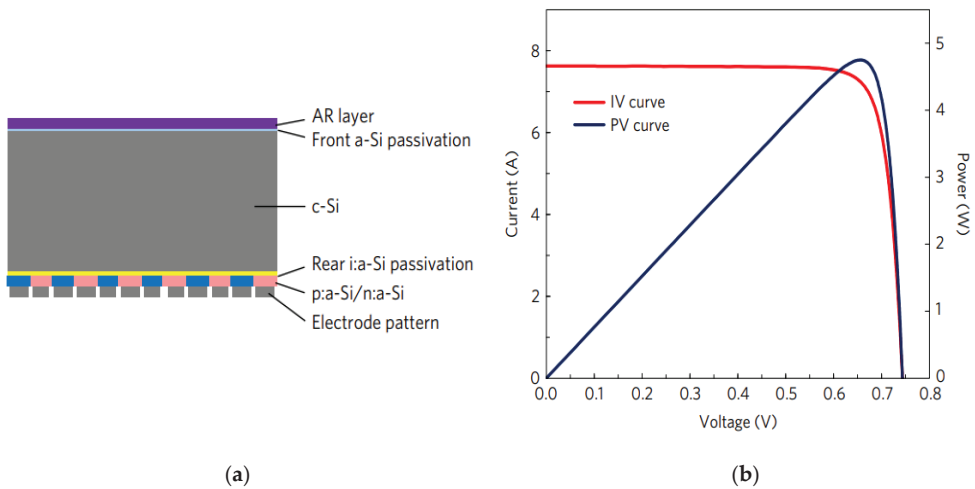 AR layer
Front a-Si passivation
c-Si
Rear i:a-Si passivation
p:a-Si/n:a-Si
Electrode pattern
(a)
8
6
4
2
0
Current (A)
IV curve
PV curve
5
4
3
2
1
0
Power (W)
0.0 0.1 0.2 0.3 0.4 0.5 0.6 0.7 0.8
Voltage (V)
(b)